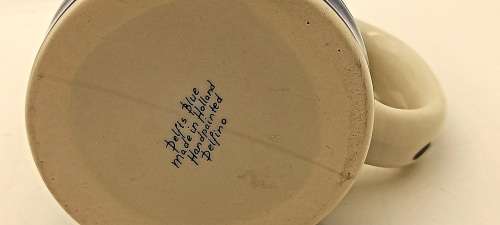 Delfts Blue
made in Holland
Handpainted
Delfino